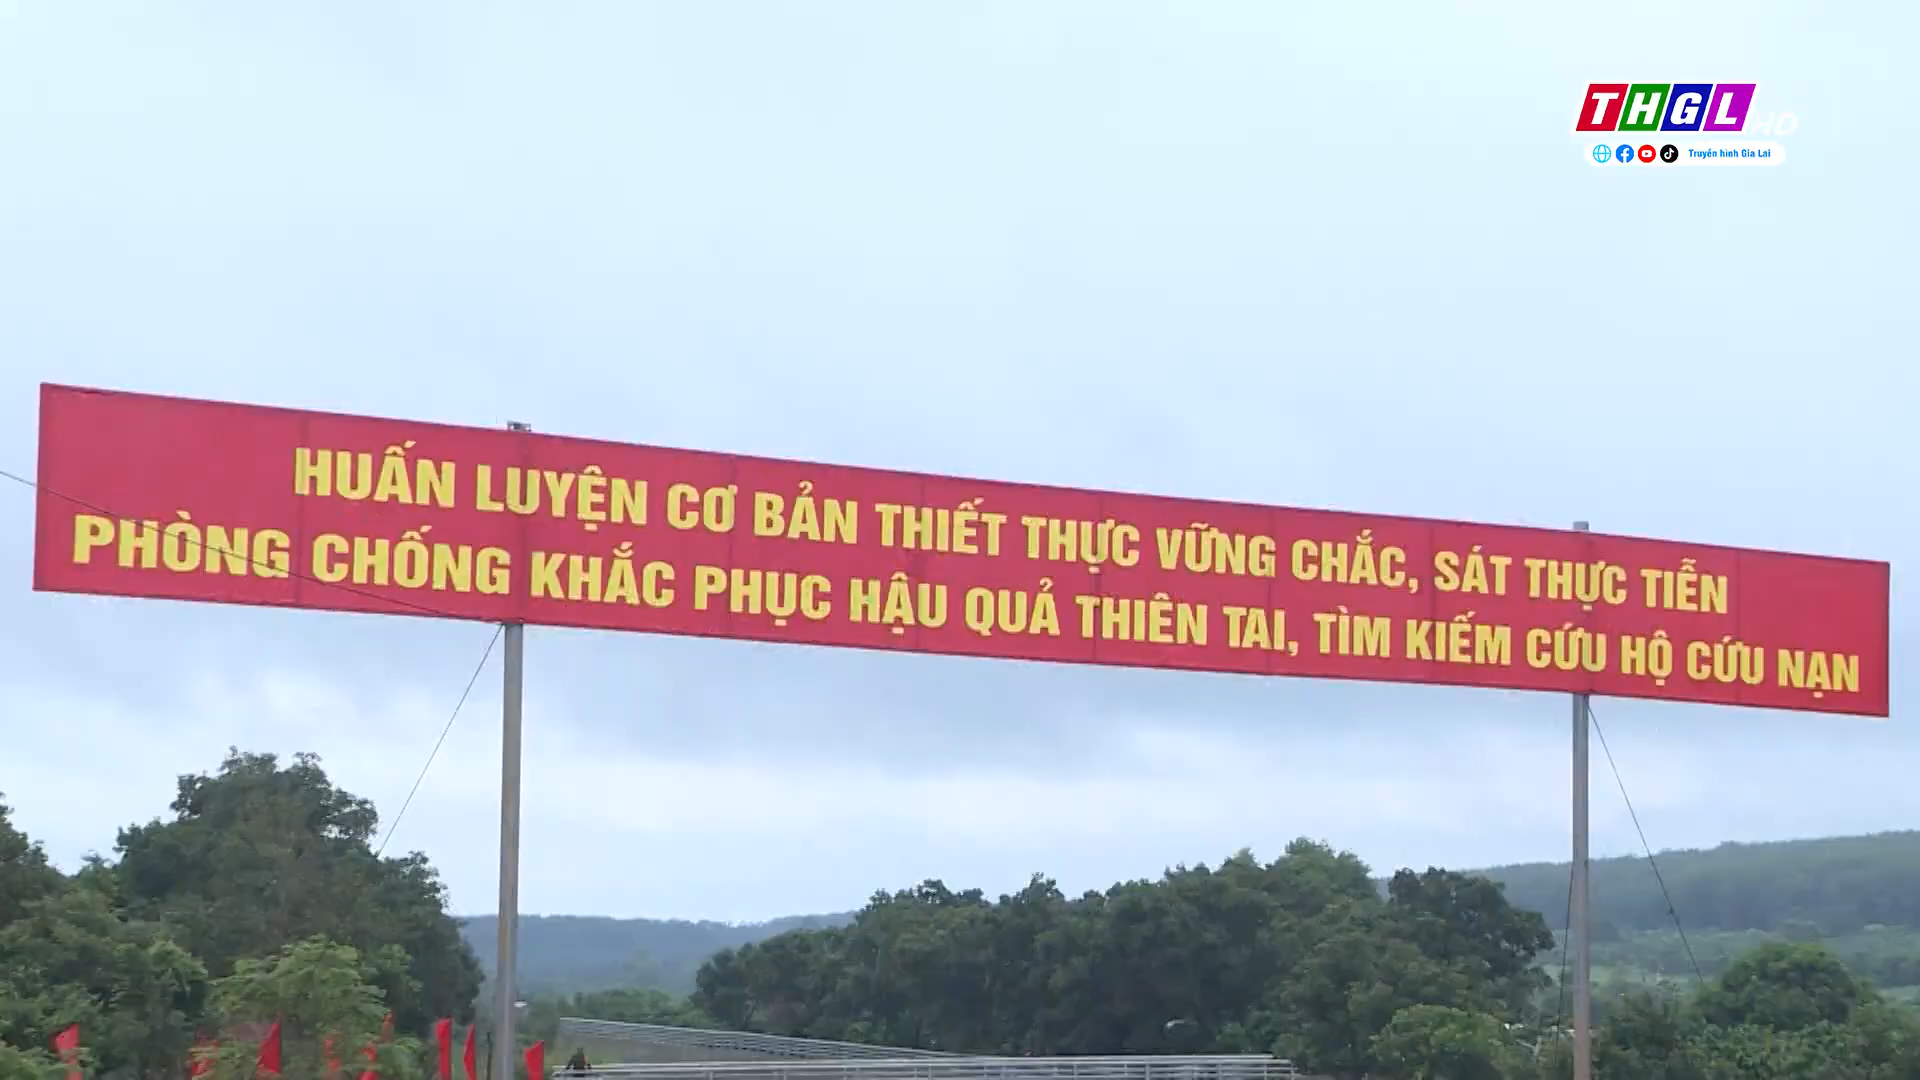 THGL HD
Truyền hình Gia Lai
HUẤN LUYỆN CƠ BẢN THIẾT THỰC VỮNG CHẮC, SÁT THỰC TIỄN
PHÒNG CHỐNG KHẮC PHỤC HẬU QUẢ THIÊN TAI, TÌM KIẾM CỨU HỘ CỨU NẠN